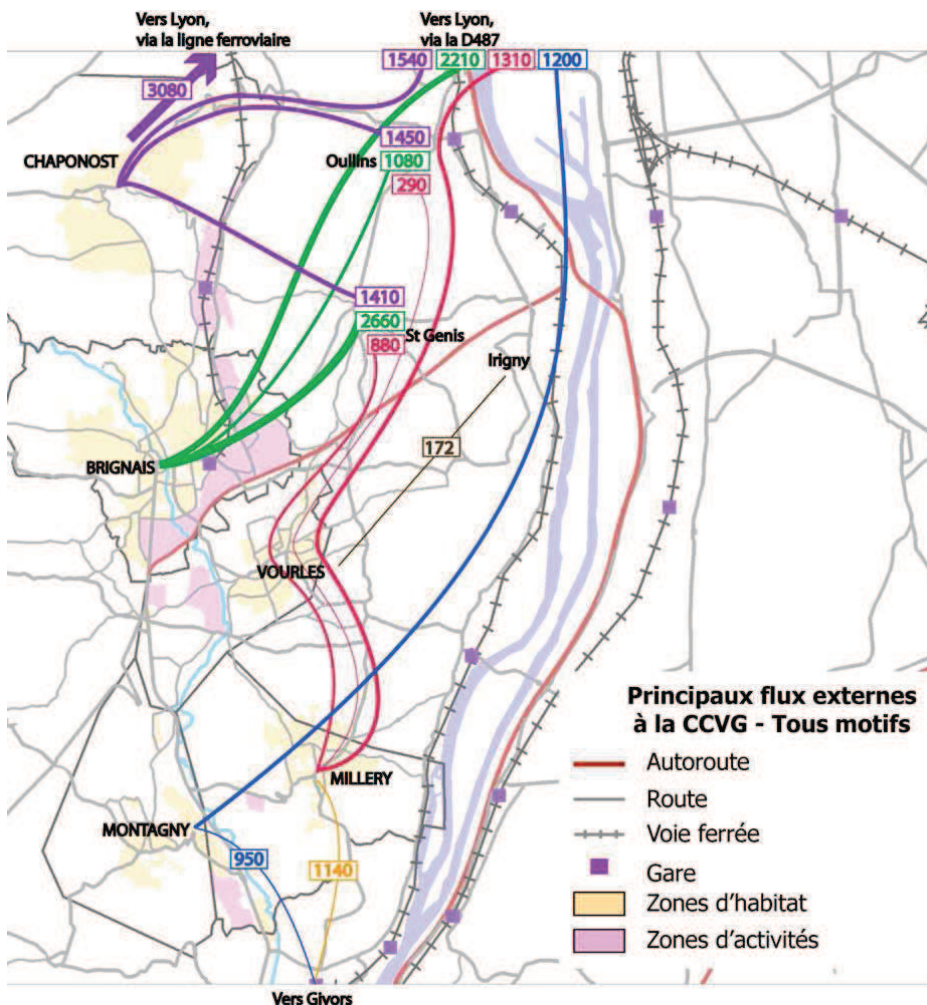 Vers Lyon,
via la ligne ferroviaire
Vers Lyon,
via la D487
1540 2210 1310 1200
3080
CHAPONOST
1450
Oullins 1080
290
1410
2660
St Genis
880
Irigny
172
BRIGNAIS
VOURLES
MILLERY
MONTAGNY
950
1140
Vers Givors
Principaux flux externes
à la CCVG - Tous motifs
Autoroute
Route
Voie ferrée
Gare
Zones d'habitat
Zones d'activités